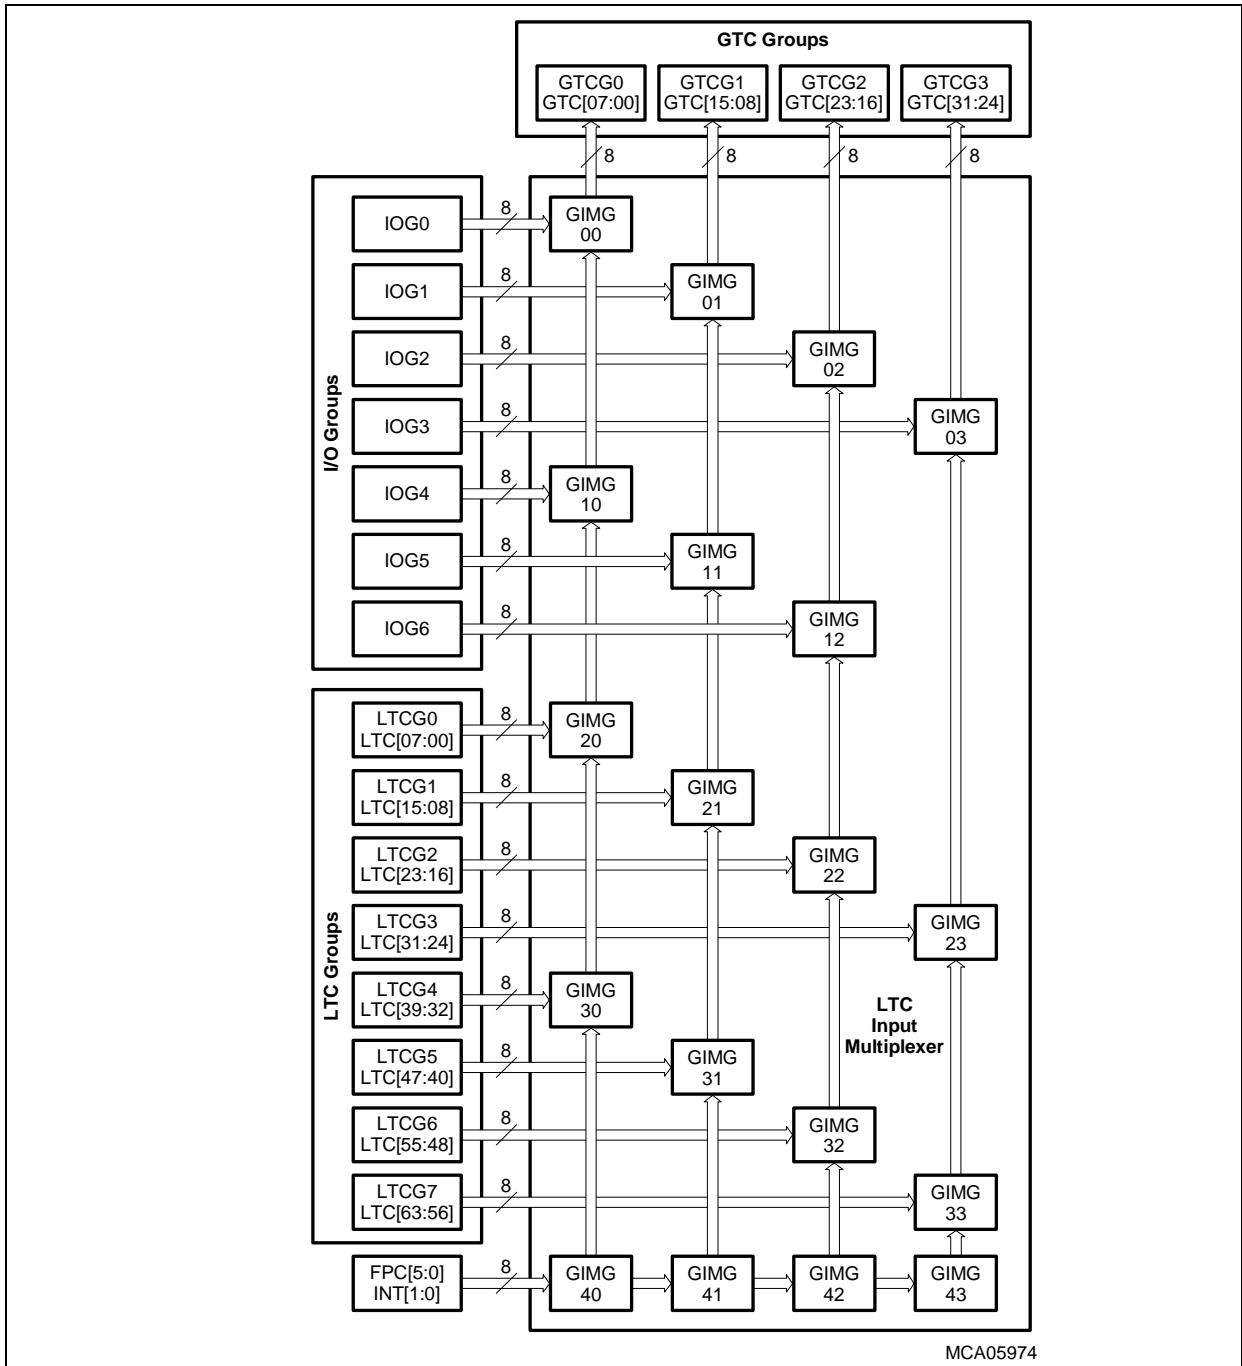 GTC Groups
GTCG0
GTC[07:00]
GTCG1
GTC[15:08]
GTCG2
GTC[23:16]
GTCG3
GTC[31:24]
8
8
8
8
I/O Groups
IOG0
8
GIMG
00
IOG1
8
GIMG
01
IOG2
8
GIMG
02
IOG3
8
GIMG
03
IOG4
8
GIMG
10
IOG5
8
GIMG
11
IOG6
8
GIMG
12
LTC Groups
LTCG0
LTC[07:00]
8
GIMG
20
LTCG1
LTC[15:08]
8
GIMG
21
LTCG2
LTC[23:16]
8
GIMG
22
LTCG3
LTC[31:24]
8
GIMG
23
LTCG4
LTC[39:32]
8
GIMG
30
LTC
Input
Multiplexer
LTCG5
LTC[47:40]
8
GIMG
31
LTCG6
LTC[55:48]
8
GIMG
32
LTCG7
LTC[63:56]
8
GIMG
33
FPC[5:0]
INT[1:0]
8
GIMG
40
GIMG
41
GIMG
42
GIMG
43
MCA05974